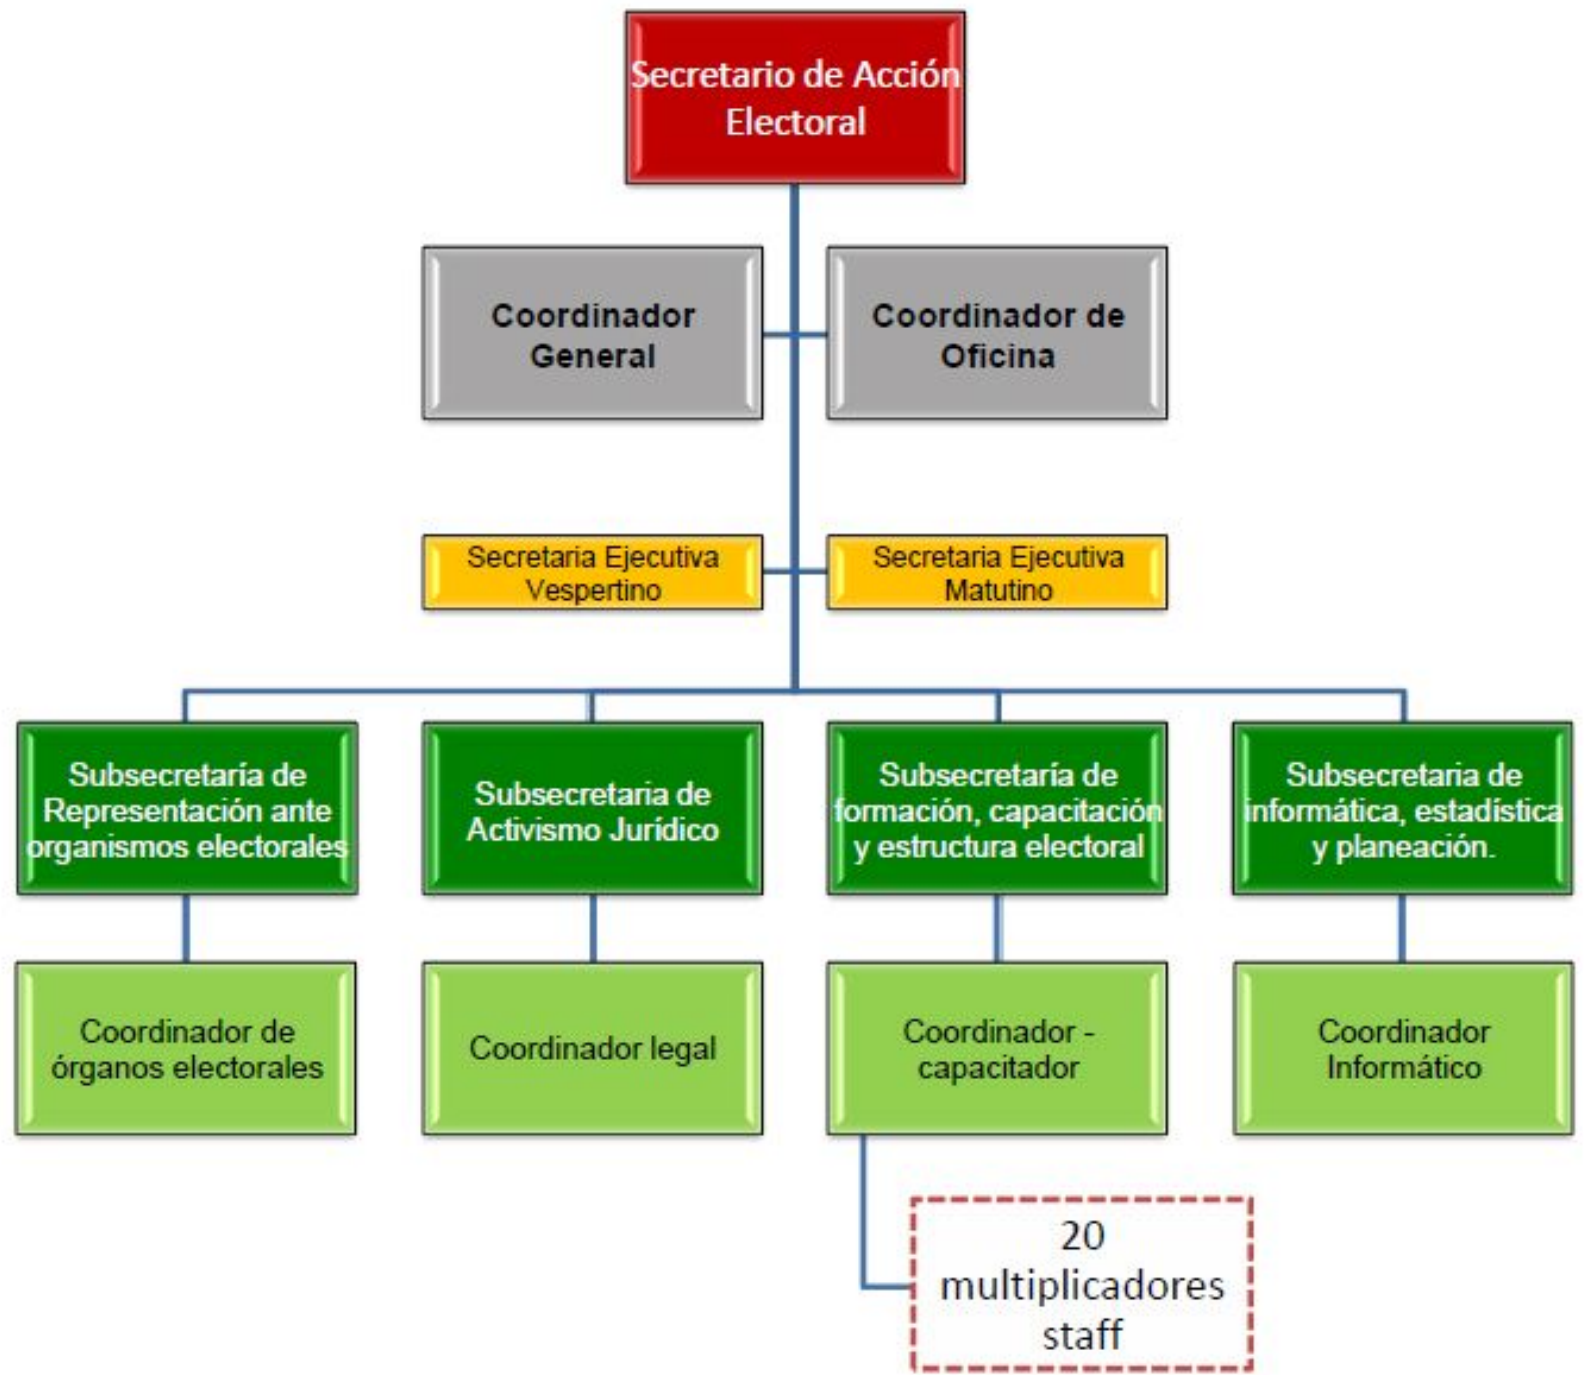 Secretario de Acción
Electoral
Coordinador
General
Coordinador de
Oficina
Secretaria Ejecutiva
Vespertino
Secretaria Ejecutiva
Matutino
Subsecretaría de
Representación ante
organismos electorales
Subsecretaria de
Activismo Jurídico
Subsecretaría de
formación, capacitación
y estructura electoral
Subsecretaria de
informática, estadística
y planeación.
Coordinador de
órganos electorales
Coordinador legal
Coordinador -
capacitador
Coordinador
Informático
20
multiplicadores
staff